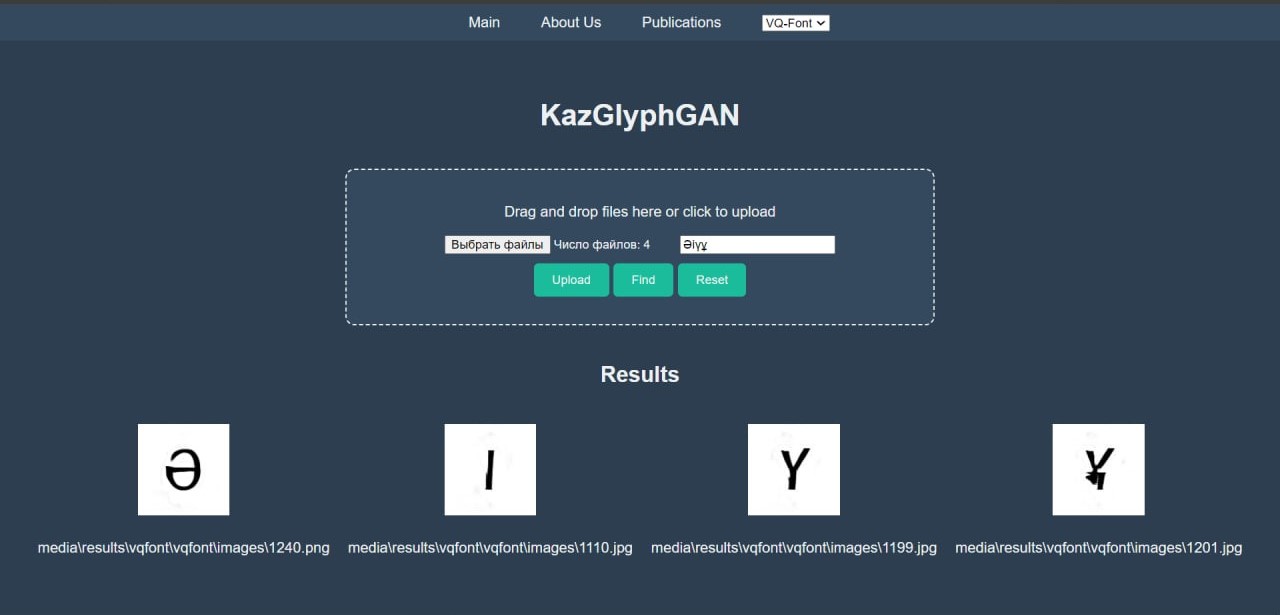 Main About Us Publications VQ-Font
KazGlyphGAN
Drag and drop files here or click to upload
Выбрать файлы Число файлов: 4 Әіүұ
Upload Find Reset
Results
Ә І Ү Ұ
media\results\vqfont\vqfont\images\1240.png media\results\vqfont\vqfont\images\1110.jpg media\results\vqfont\vqfont\images\1199.jpg media\results\vqfont\vqfont\images\1201.jpg